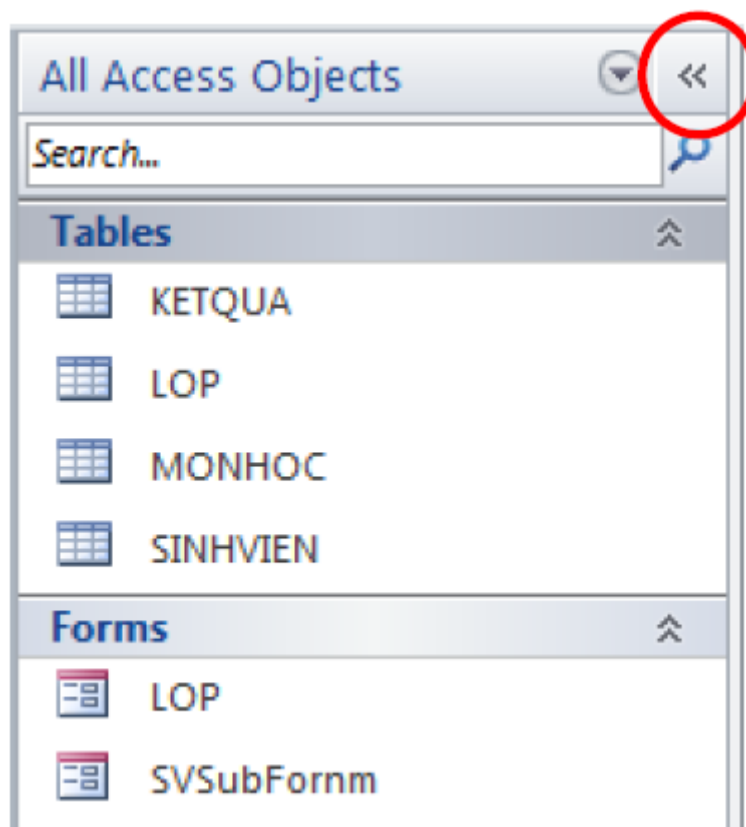 All Access Objects
Search...
Tables
KETQUA
LOP
MONHOC
SINHVIEN
Forms
LOP
SVSubFornm